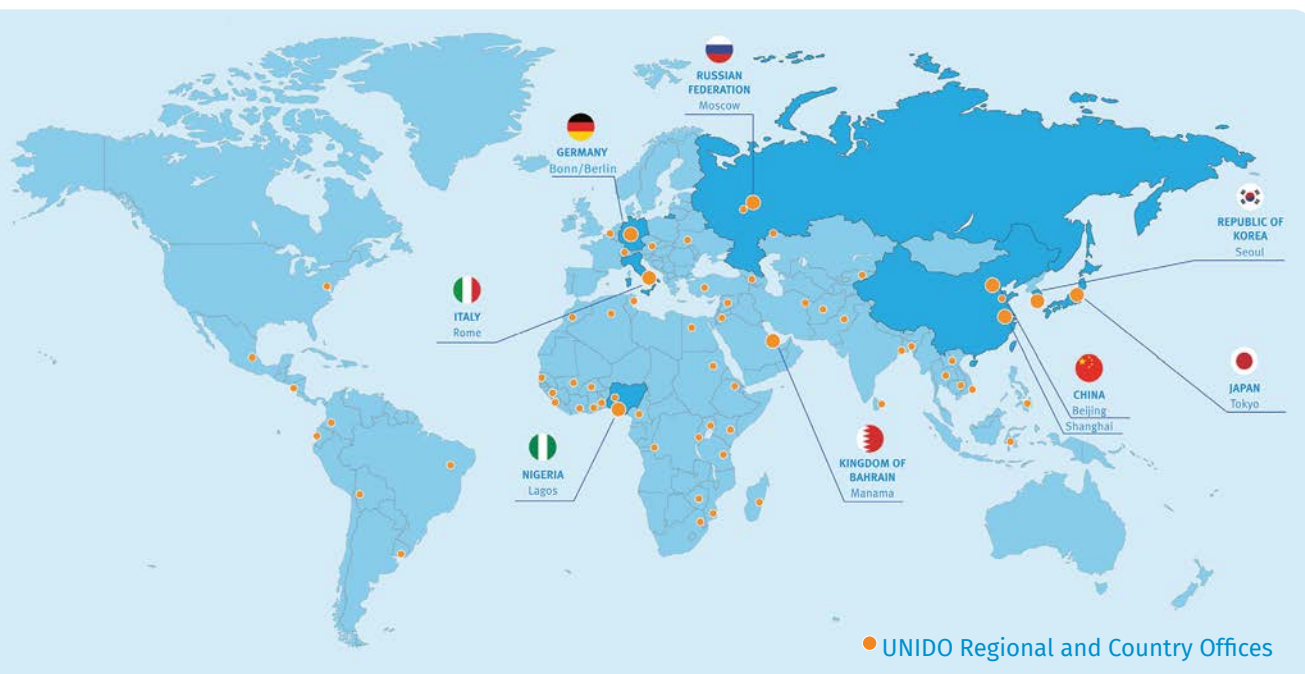 RUSSIAN
FEDERATION
Moscow
GERMANY
Bonn/Berlin
REPUBLIC OF
KOREA
Seoul
ITALY
Rome
CHINA
Beijing
Shanghai
JAPAN
Tokyo
NIGERIA
Lagos
KINGDOM OF
BAHRAIN
Manama
UNIDO Regional and Country Offices